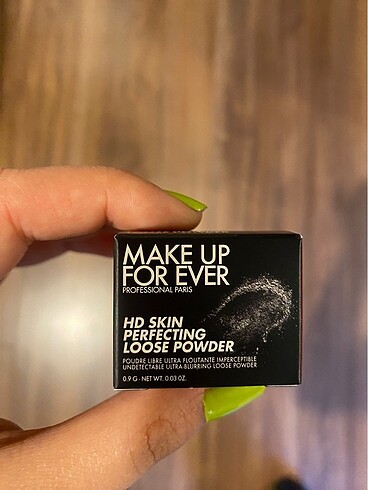 MAKE UP
FOR EVER
PROFESSIONAL PARIS
HD SKIN
PERFECTING
LOOSE POWDER
POUDRE LIBRE ULTRA FLOUTANTE IMPERCEPTIBLE
UNDETECTABLE ULTRA-BLURRING LOOSE POWDER
0.9 G - NET WT. 0.03 OZ.